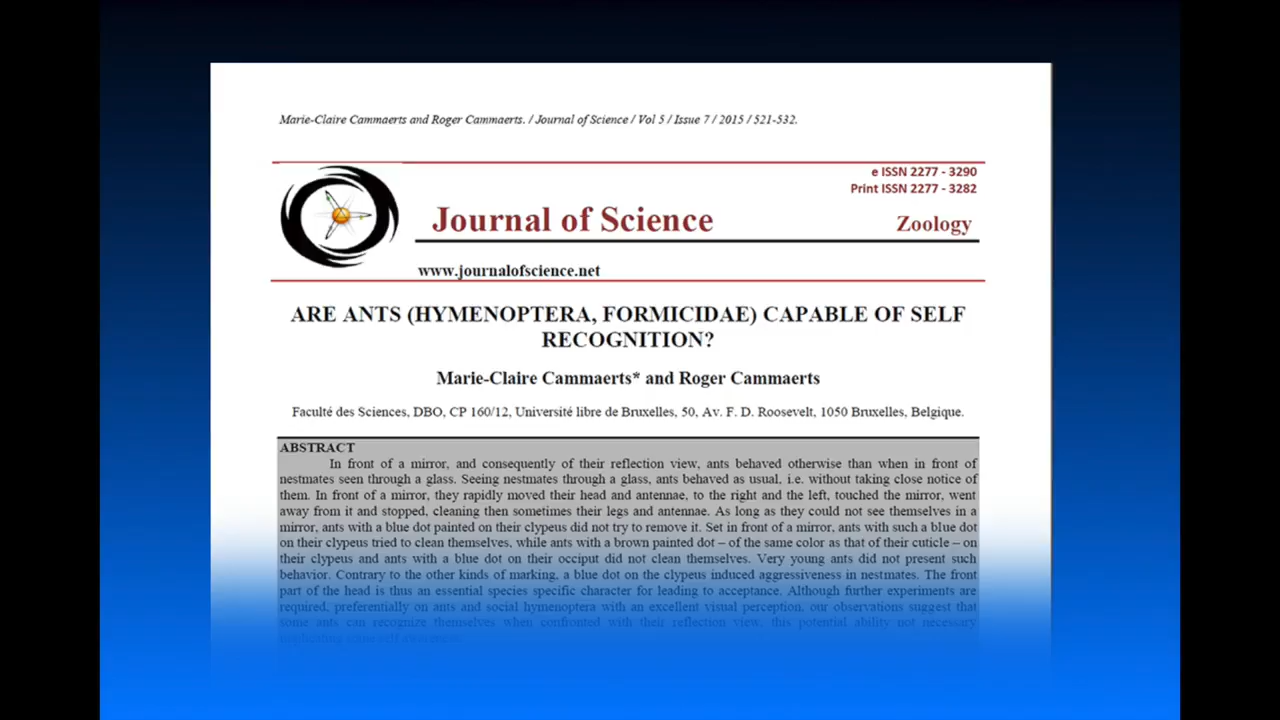 Marie-Claire Cammaerts and Roger Cammaerts. / Journal of Science / Vol 5 / Issue 7 / 2015 / 521-532.
e ISSN 2277 - 3290
Print ISSN 2277 - 3282
Journal of Science
Zoology
www.journalofscience.net
ARE ANTS (HYMENOPTERA, FORMICIDAE) CAPABLE OF SELF
RECOGNITION?
Marie-Claire Cammaerts* and Roger Cammaerts
Faculté des Sciences, DBO, CP 160/12, Université libre de Bruxelles, 50, Av. F. D. Roosevelt, 1050 Bruxelles, Belgique.
ABSTRACT
In front of a mirror, and consequently of their reflection view, ants behaved otherwise than when in front of
nestmates seen through a glass. Seeing nestmates through a glass, ants behaved as usual, i.e. without taking close notice of
them. In front of a mirror, they rapidly moved their head and antennae, to the right and the left, touched the mirror, went
away from it and stopped, cleaning then sometimes their legs and antennae. As long as they could not see themselves in a
mirror, ants with a blue dot painted on their clypeus did not try to remove it. Set in front of a mirror, ants with such a blue dot
on their clypeus tried to clean themselves, while ants with a brown painted dot – of the same color as that of their cuticle – on
their clypeus and ants with a blue dot on their occiput did not clean themselves. Very young ants did not present such
behavior. Contrary to the other kinds of marking, a blue dot on the clypeus induced aggressiveness in nestmates. The front
part of the head is thus an essential species specific character for leading to acceptance. Although further experiments are
required, preferentially on ants and social hymenoptera with an excellent visual perception, our observations suggest that
some ants can recognize themselves when confronted with their reflection view, this potential ability not necessary